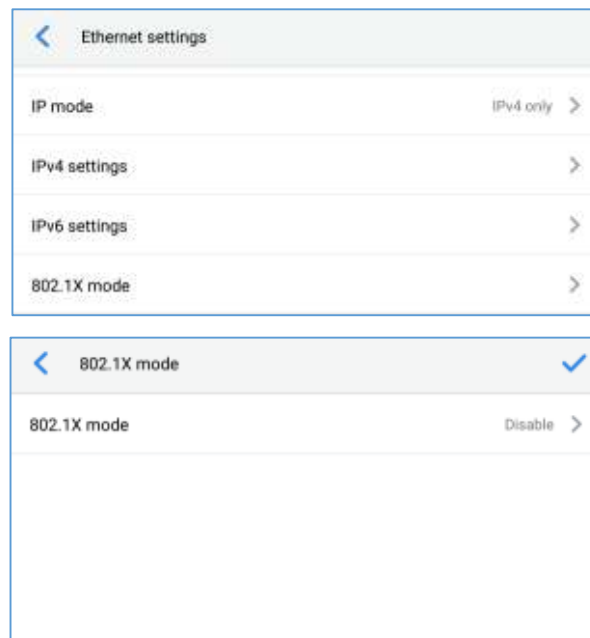 Ethernet settings
IP mode IPv4 only
IPv4 settings
IPv6 settings
802.1X mode
802.1X mode
802.1X mode Disable